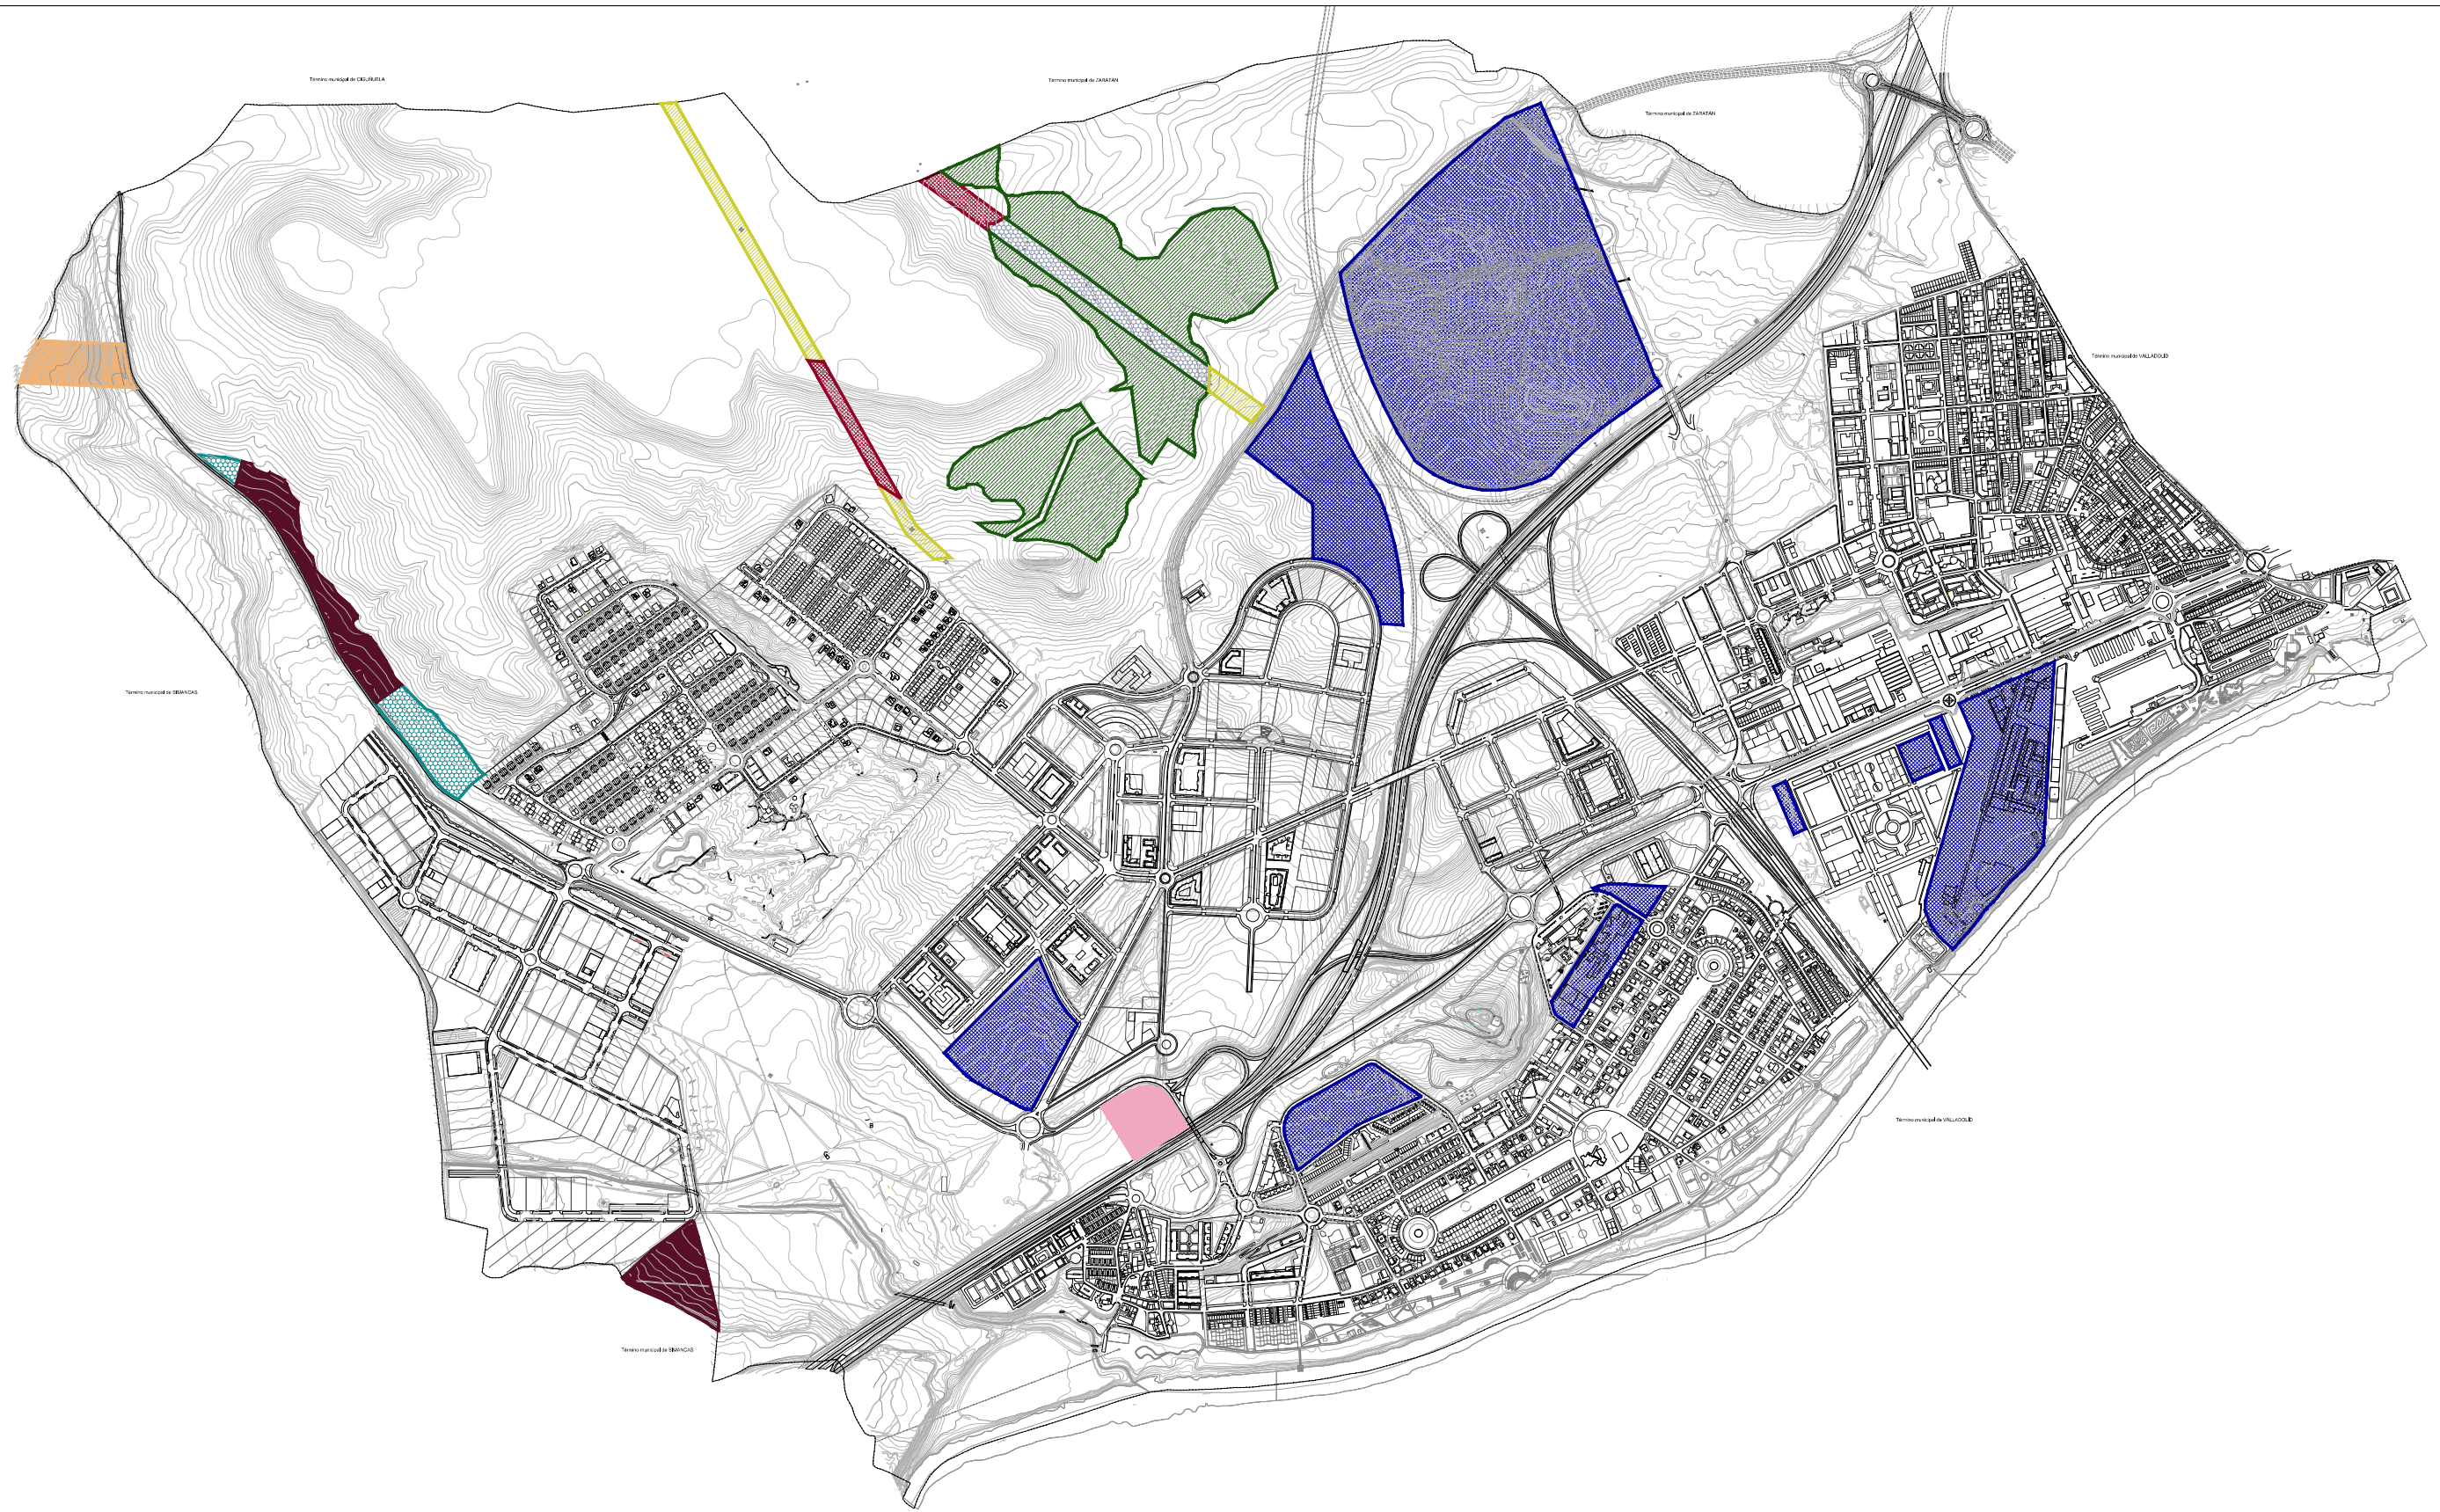 Término municipal de CIGUÑUELA
Término municipal de ZARATÁN
Término municipal de ZARATÁN
Término municipal de VALLADOLID
Término municipal de SIMANCAS
Término municipal de VALLADOLID
Término municipal de SIMANCAS